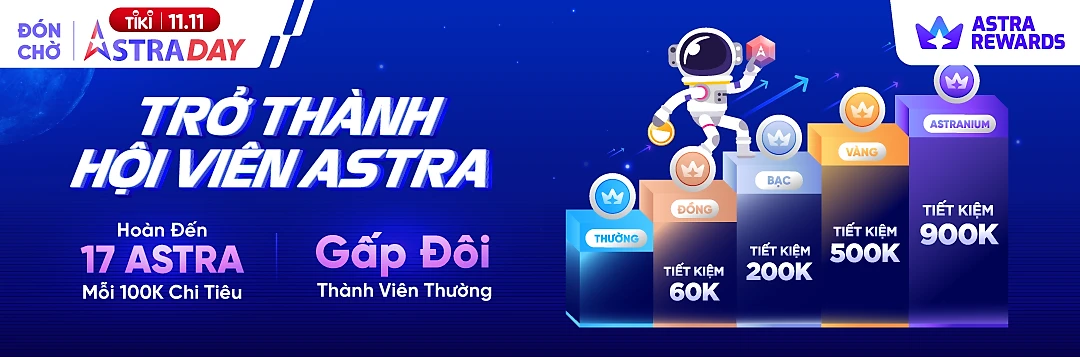 ĐÓN CHỜ
TIKI 11.11
ASTRA DAY
ASTRA REWARDS
TRỞ THÀNH
HỘI VIÊN ASTRA
Hoàn Đến
17 ASTRA
Mỗi 100K Chi Tiêu
Gấp Đôi
Thành Viên Thường
THƯỜNG
ĐỒNG
TIẾT KIỆM
60K
BẠC
TIẾT KIỆM
200K
VÀNG
TIẾT KIỆM
500K
ASTRANIUM
TIẾT KIỆM
900K